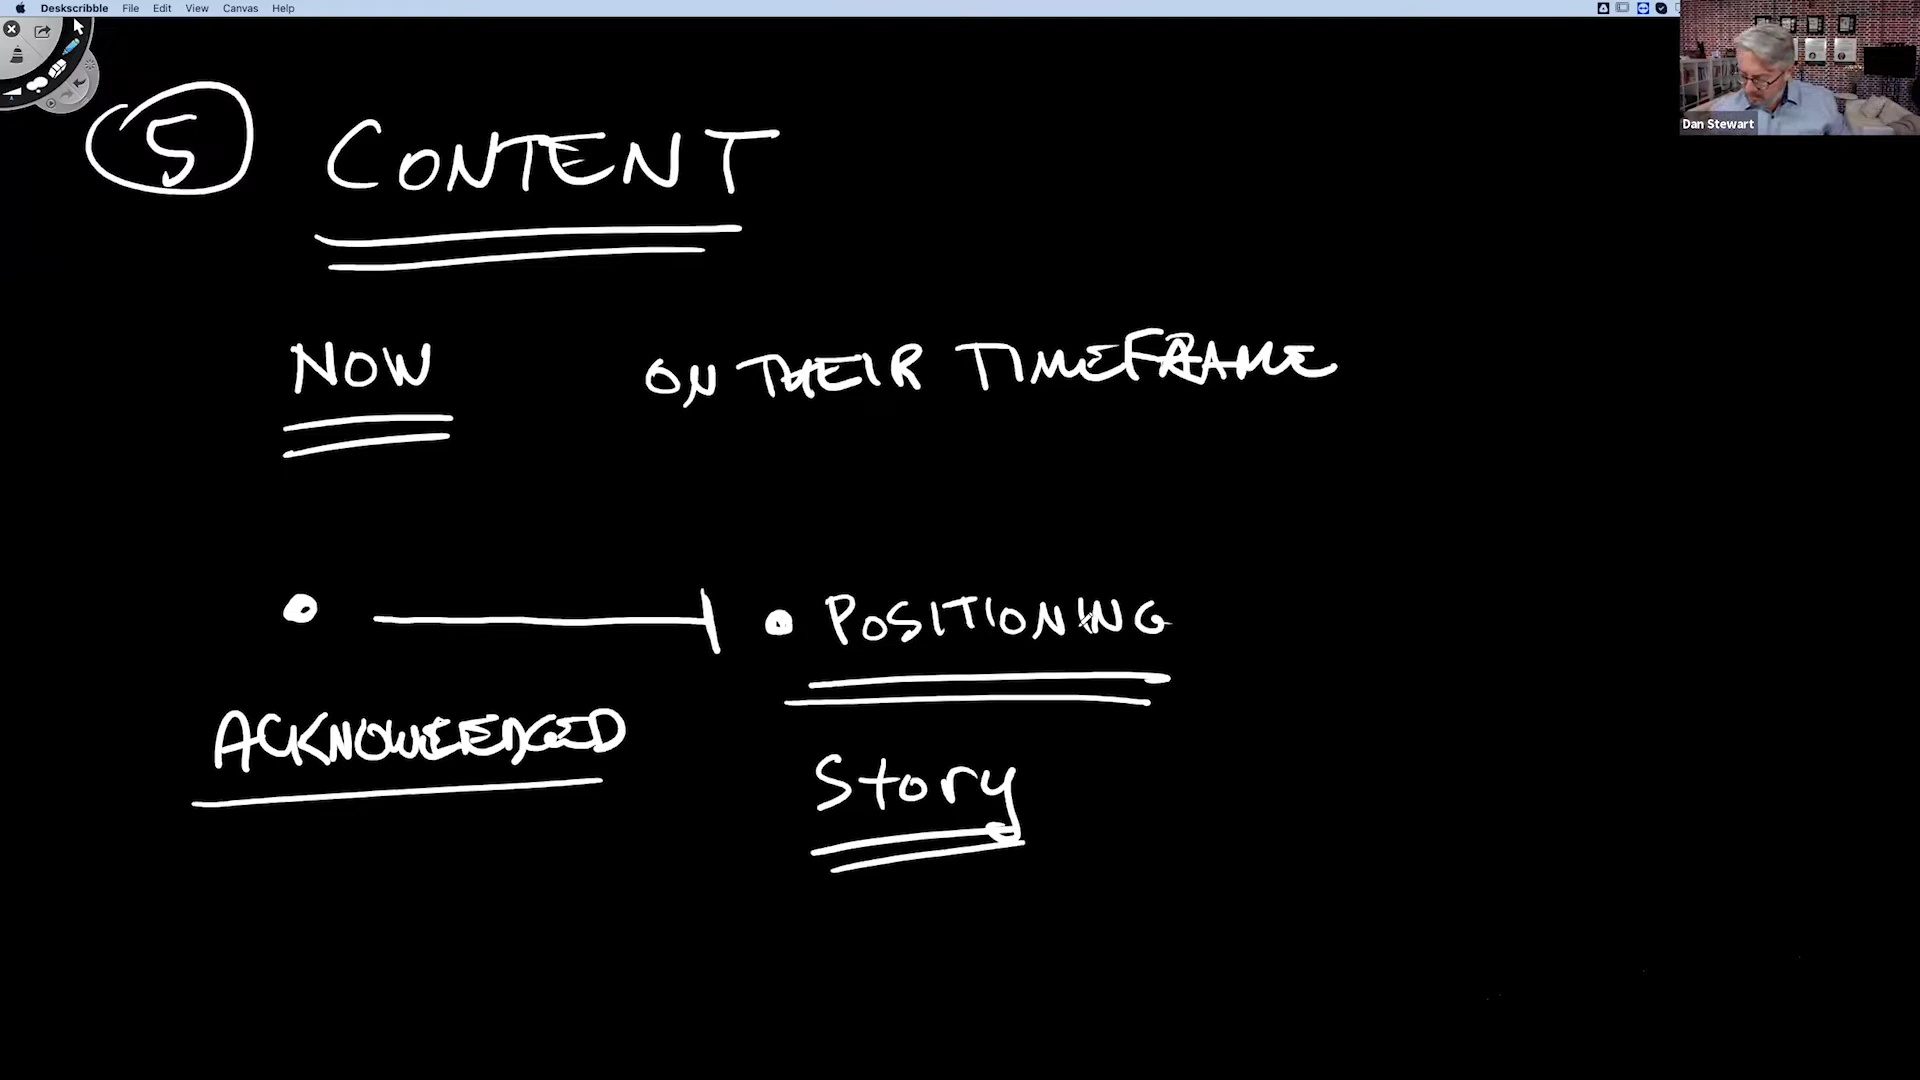 Deskscribble File Edit View Canvas Help
Dan Stewart
5 CONTENT
NOW ON THEIR TIMEFRAME
POSITIONING
ACKNOWLEDGED
Story